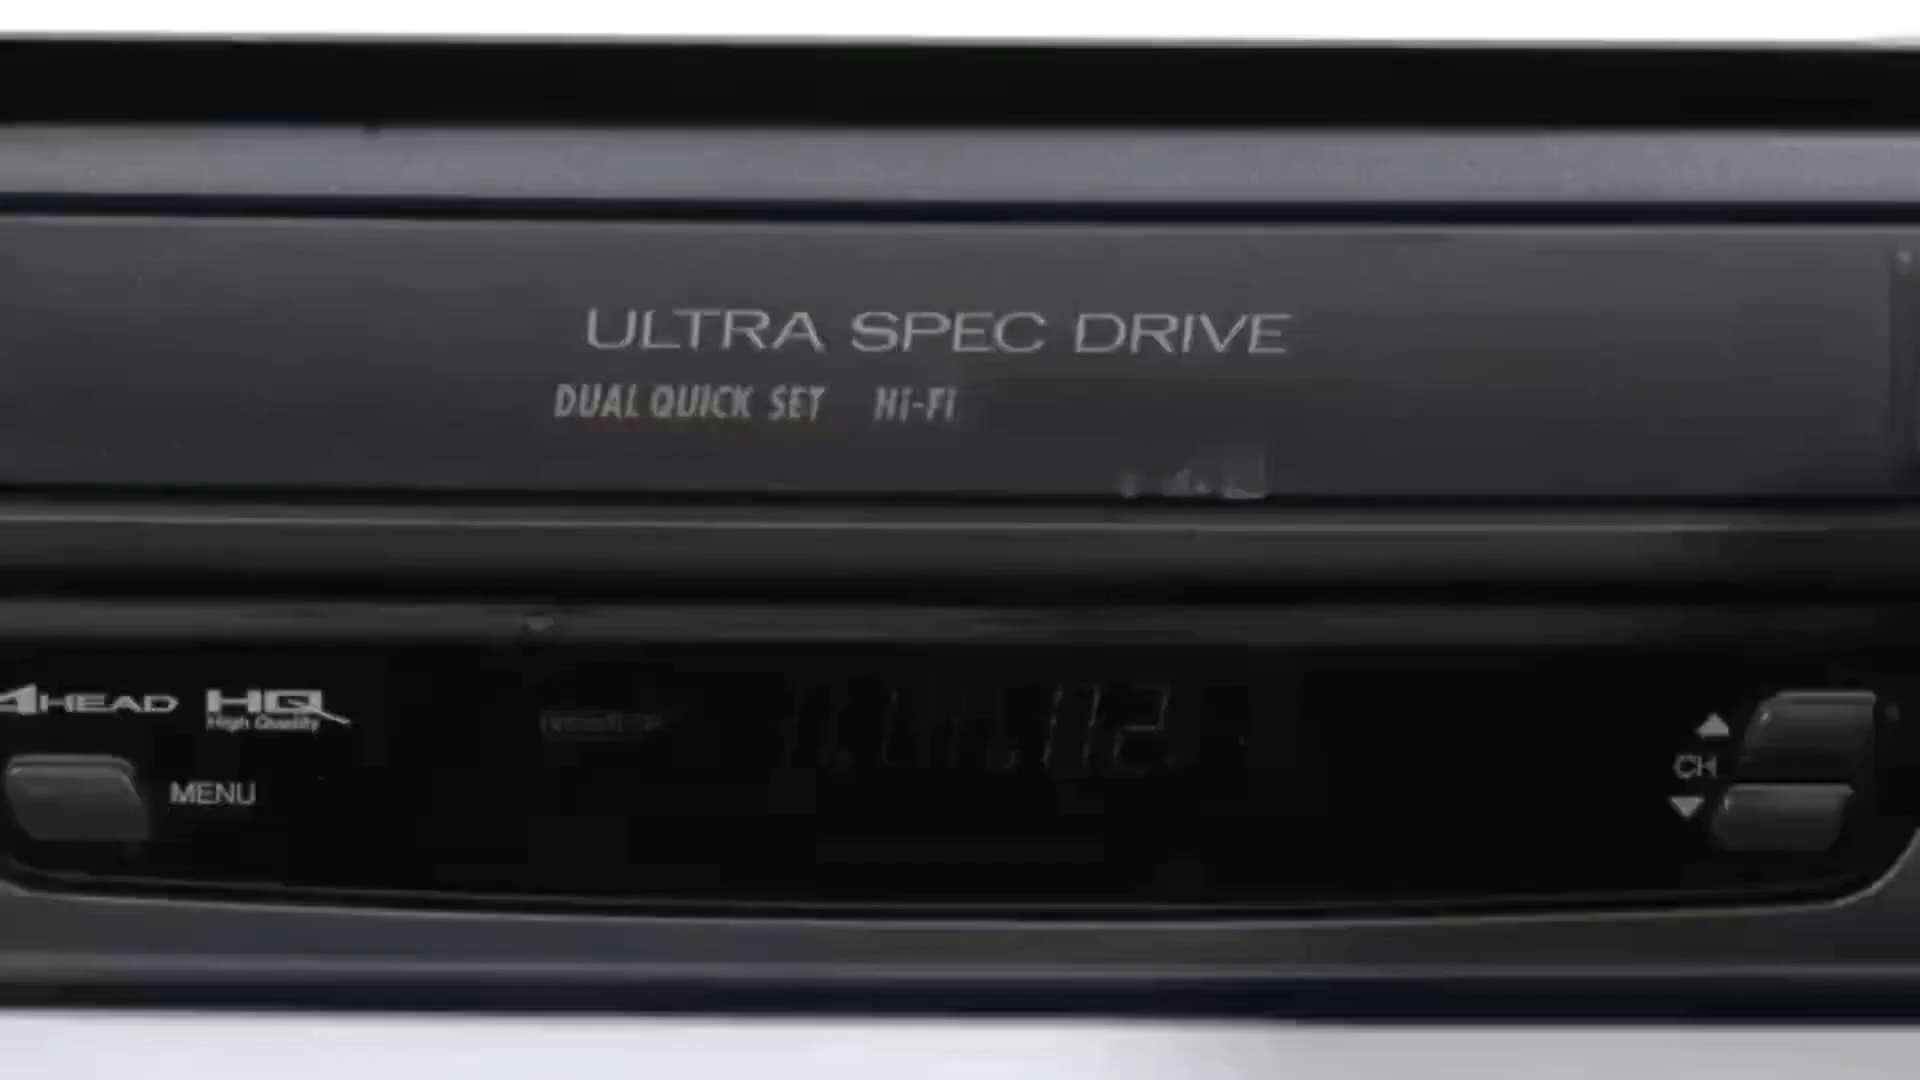 ULTRA SPEC DRIVE
DUAL QUICK SET Hi-Fi
4HEAD HQ
High Quality
MENU
CH